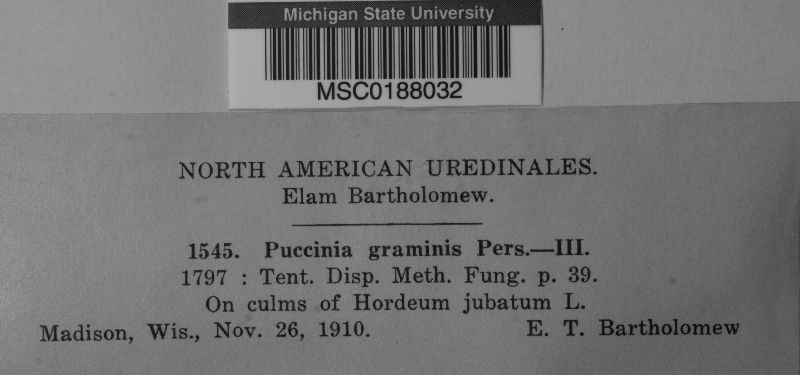 Michigan State University
MSC0188032
NORTH AMERICAN UREDINALES.
Elam Bartholomew.
1545. Puccinia graminis Pers.—III.
1797 : Tent. Disp. Meth. Fung. p. 39.
On culms of Hordeum jubatum L.
Madison, Wis., Nov. 26, 1910. E. T. Bartholomew